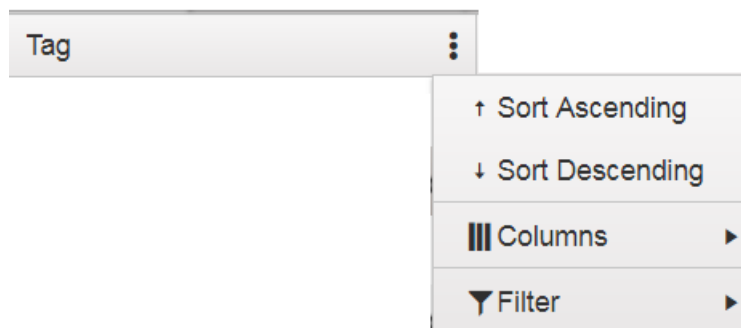 Tag
Sort Ascending
Sort Descending
Columns
Filter